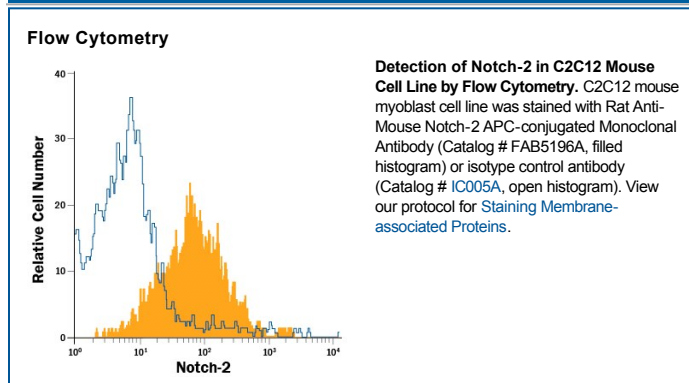 Flow Cytometry
40
30
20
10
0
Relative Cell Number
10⁰
10¹
10²
10³
10⁴
Notch-2
Detection of Notch-2 in C2C12 Mouse
Cell Line by Flow Cytometry. C2C12 mouse
myoblast cell line was stained with Rat Anti-
Mouse Notch-2 APC-conjugated Monoclonal
Antibody (Catalog # FAB5196A, filled
histogram) or isotype control antibody
(Catalog # IC005A, open histogram). View
our protocol for Staining Membrane-
associated Proteins.